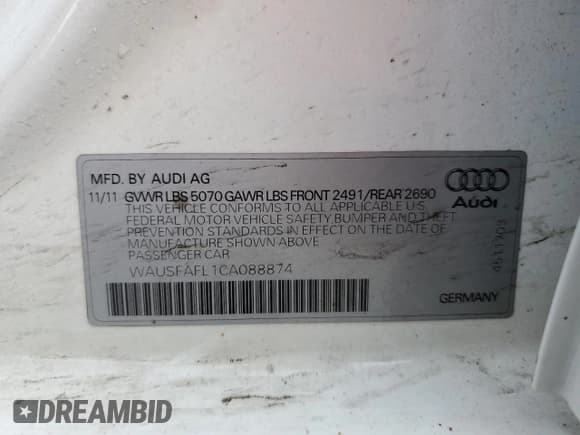 MFD. BY AUDI AG
11/11 GVWR LBS 5070 GAWR LBS FRONT 2491/REAR 2690
THIS VEHICLE CONFORMS TO ALL APPLICABLE U.S.
FEDERAL MOTOR VEHICLE SAFETY, BUMPER AND THEFT
PREVENTION STANDARDS IN EFFECT ON THE DATE OF
MANUFACTURE SHOWN ABOVE
PASSENGER CAR
WAUSFAFL1CA088874
Audi
4511703
GERMANY
DREAMBID